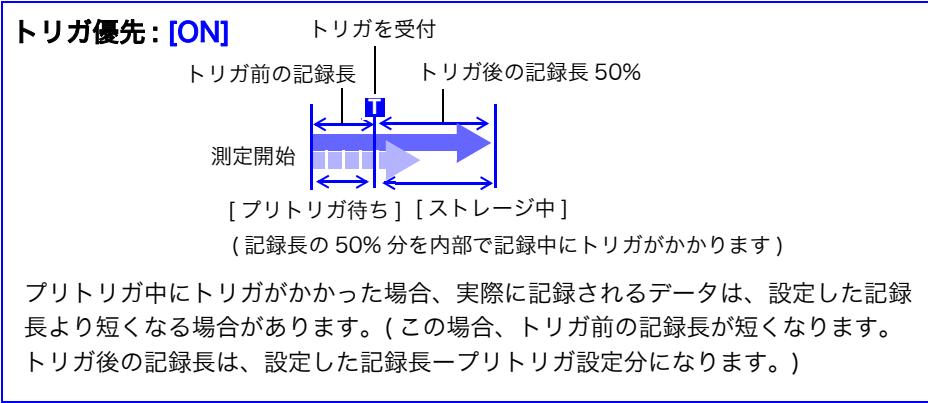 トリガ優先 : [ON]
トリガを受付
トリガ前の記録長
トリガ後の記録長 50%
T
測定開始
[ プリトリガ待ち ] [ ストレージ中 ]
( 記録長の 50% 分を内部で記録中にトリガがかかります )
プリトリガ中にトリガがかかった場合、実際に記録されるデータは、設定した記録
長より短くなる場合があります。( この場合、トリガ前の記録長が短くなります。
トリガ後の記録長は、設定した記録長ープリトリガ設定分になります。)